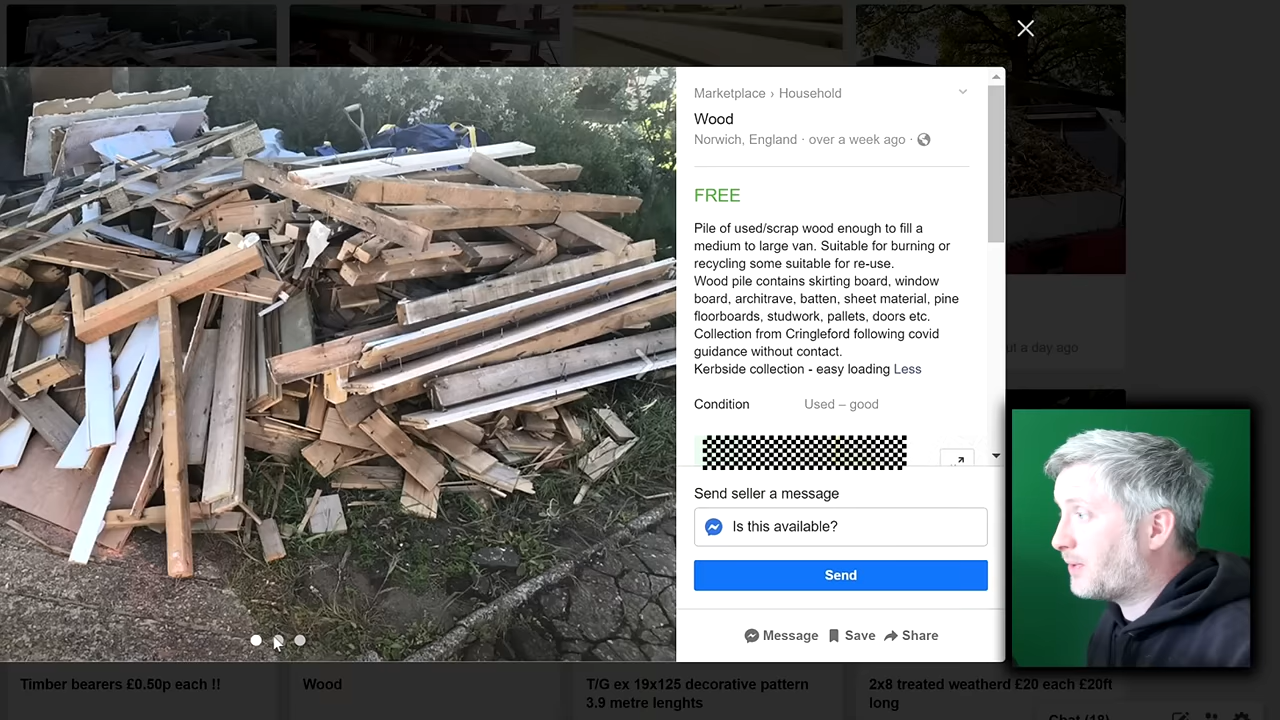 Marketplace › Household
Wood
Norwich, England · over a week ago ·
FREE
Pile of used/scrap wood enough to fill a
medium to large van. Suitable for burning or
recycling some suitable for re-use.
Wood pile contains skirting board, window
board, architrave, batten, sheet material, pine
floorboards, studwork, pallets, doors etc.
Collection from Cringleford following covid
guidance without contact.
Kerbside collection - easy loading Less
Condition Used – good
Send seller a message
Is this available?
Send
Message Save Share
a day ago
Timber bearers £0.50p each !!
Wood
T/G ex 19x125 decorative pattern
3.9 metre lenghts
2x8 treated weatherd £20 each £20ft
long